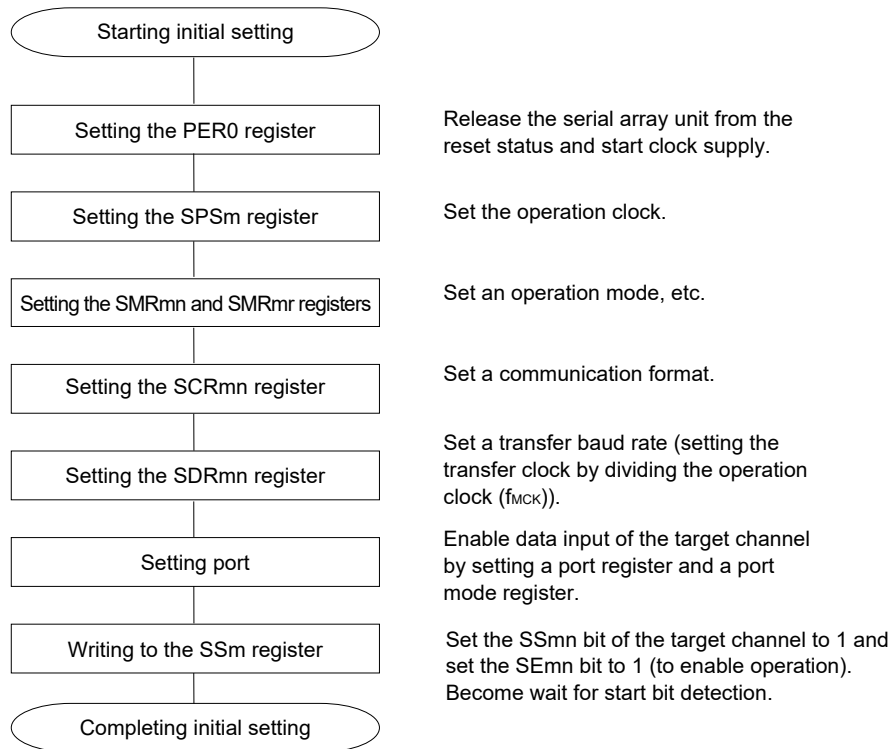 Starting initial setting
Setting the PER0 register
Release the serial array unit from the
reset status and start clock supply.
Setting the SPSm register
Set the operation clock.
Setting the SMRmn and SMRmr registers
Set an operation mode, etc.
Setting the SCRmn register
Set a communication format.
Setting the SDRmn register
Set a transfer baud rate (setting the
transfer clock by dividing the operation
clock (fMCK)).
Setting port
Enable data input of the target channel
by setting a port register and a port
mode register.
Writing to the SSm register
Set the SSmn bit of the target channel to 1 and
set the SEmn bit to 1 (to enable operation).
Become wait for start bit detection.
Completing initial setting